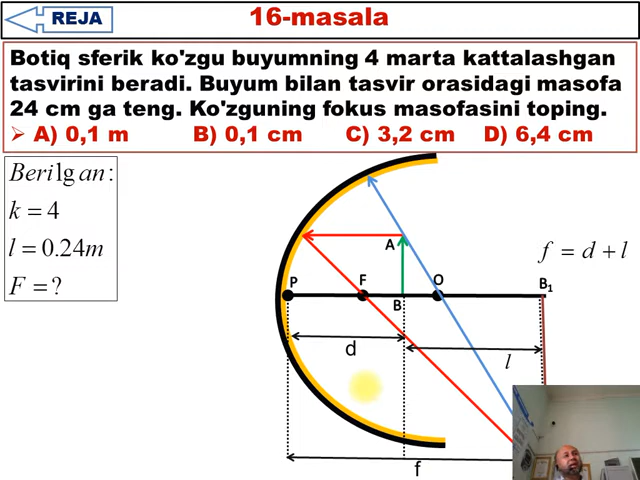 REJA
16-masala
Botiq sferik ko'zgu buyumning 4 marta kattalashgan
tasvirini beradi. Buyum bilan tasvir orasidagi masofa
24 cm ga teng. Ko'zguning fokus masofasini toping.
➢ A) 0,1 m B) 0,1 cm C) 3,2 cm D) 6,4 cm
Berilgan:
k = 4
l = 0.24m
F = ?
A
f = d + l
P F B O B₁
d
l
f